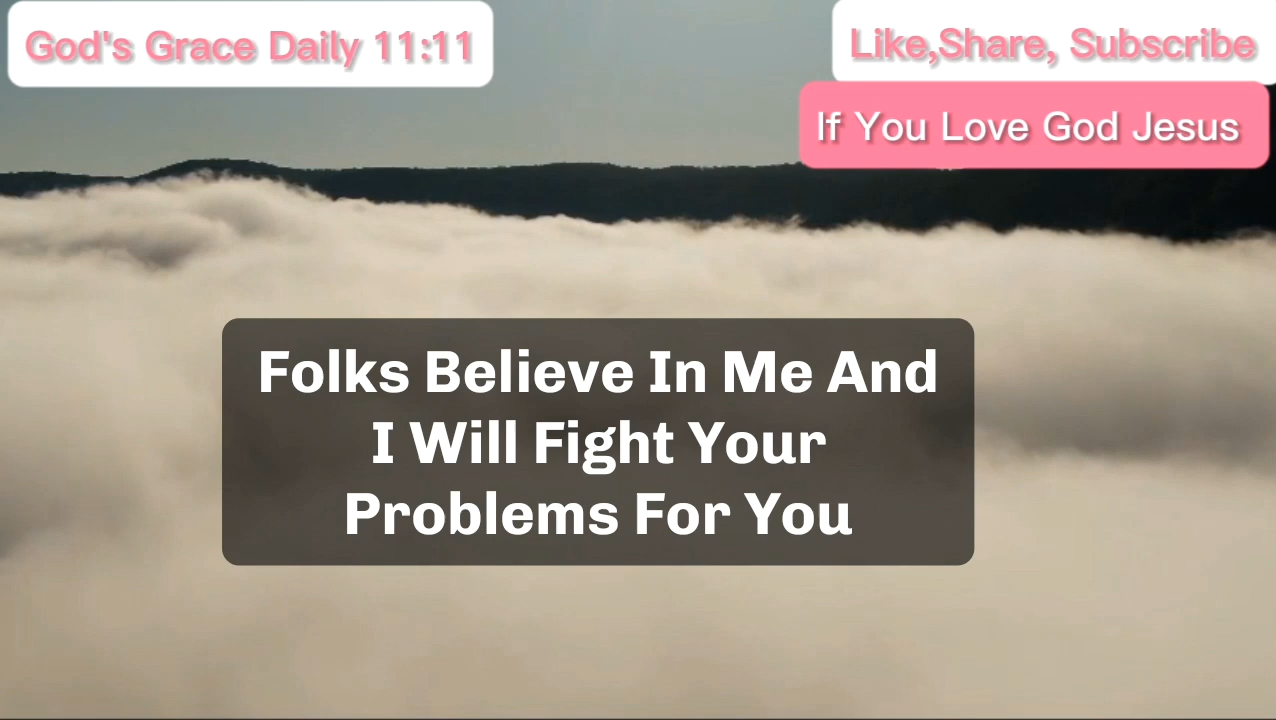 God's Grace Daily 11:11
Like,Share, Subscribe
If You Love God Jesus
Folks Believe In Me And
I Will Fight Your
Problems For You